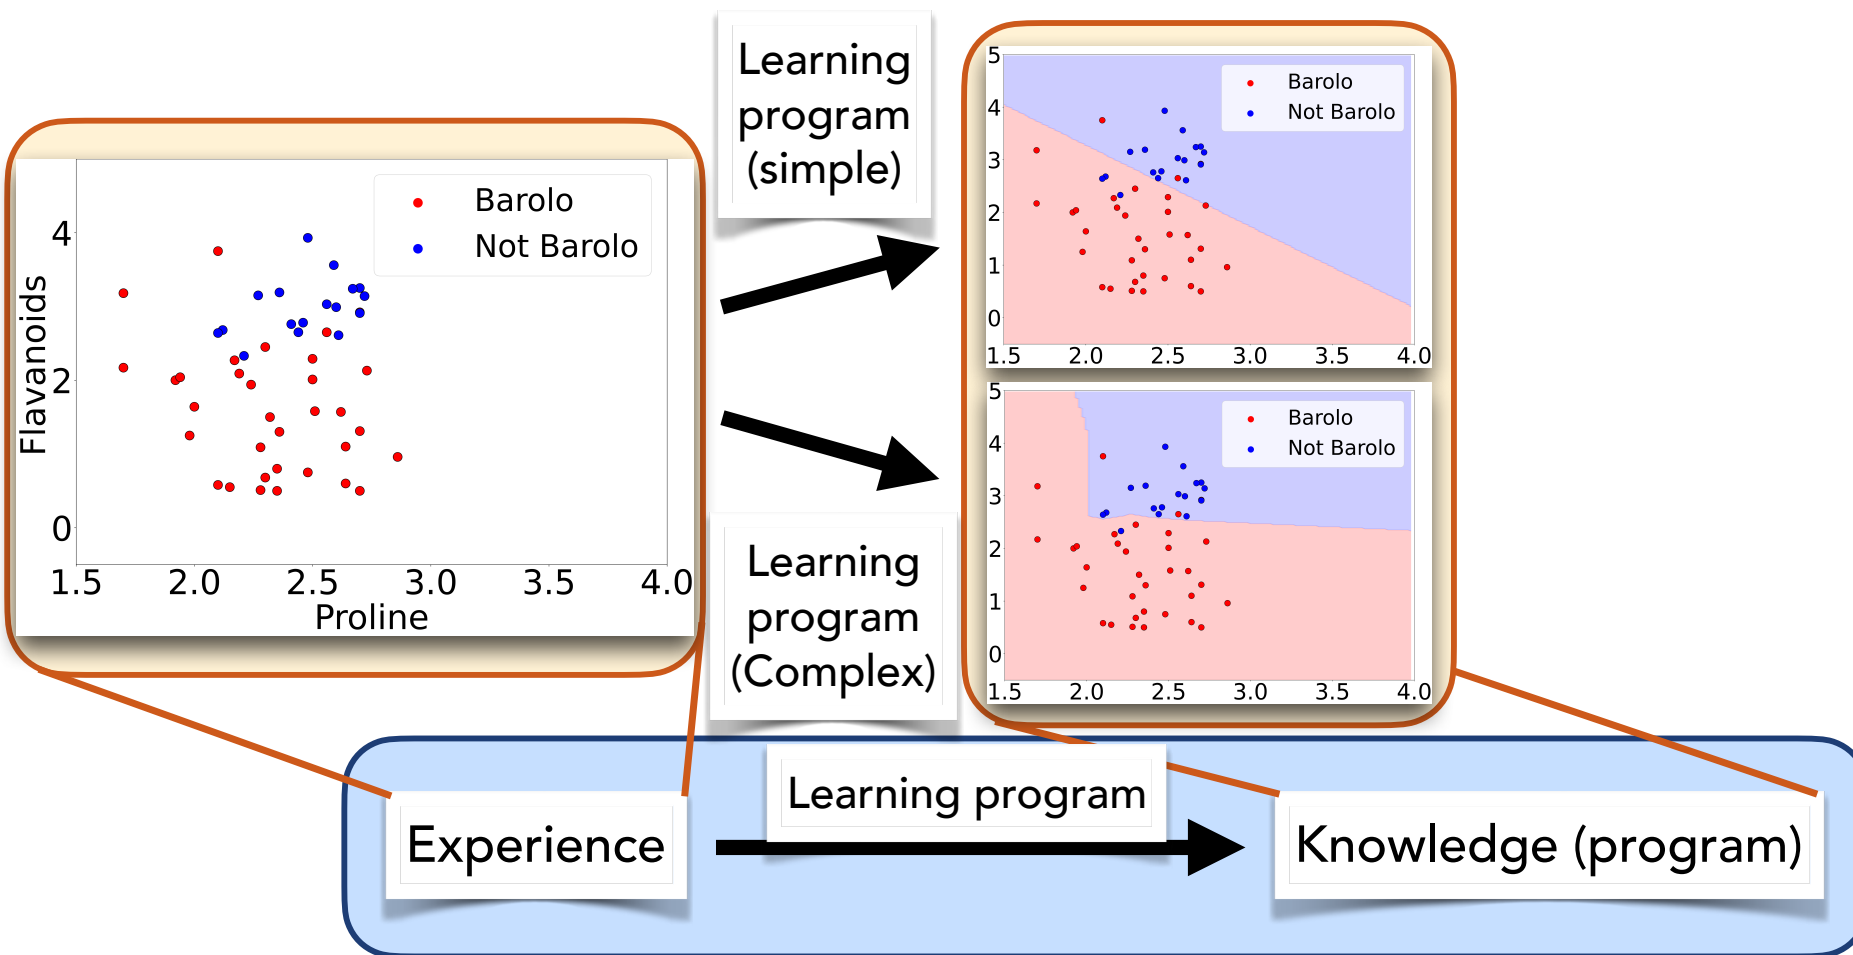 Learning
program
(simple)
Barolo
Not Barolo
4
2
0
Flavanoids
1.5 2.0 2.5 3.0 3.5 4.0
Proline
Barolo
Not Barolo
5
4
3
2
1
0
1.5 2.0 2.5 3.0 3.5 4.0
Learning
program
(Complex)
Barolo
Not Barolo
5
4
3
2
1
0
1.5 2.0 2.5 3.0 3.5 4.0
Learning program
Experience
Knowledge (program)